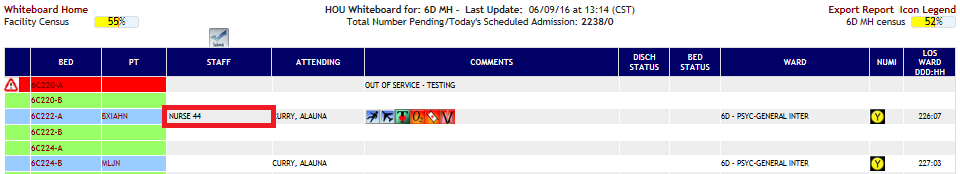 Whiteboard Home HOU Whiteboard for: 6D MH - Last Update: 06/09/16 at 13:14 (CST) Export Report Icon Legend
Facility Census 55% Total Number Pending/Today's Scheduled Admission: 2238/0 6D MH census 52%
Submit
BED PT STAFF ATTENDING COMMENTS DISCH STATUS BED STATUS WARD NUMI LOS WARD DDD:HH
6C220-A OUT OF SERVICE - TESTING
6C220-B
6C222-A BXIAHN NURSE 44 CURRY, ALAUNA 6D - PSYC-GENERAL INTER Y 226:07
6C222-B
6C224-A
6C224-B MLJN CURRY, ALAUNA 6D - PSYC-GENERAL INTER Y 227:03